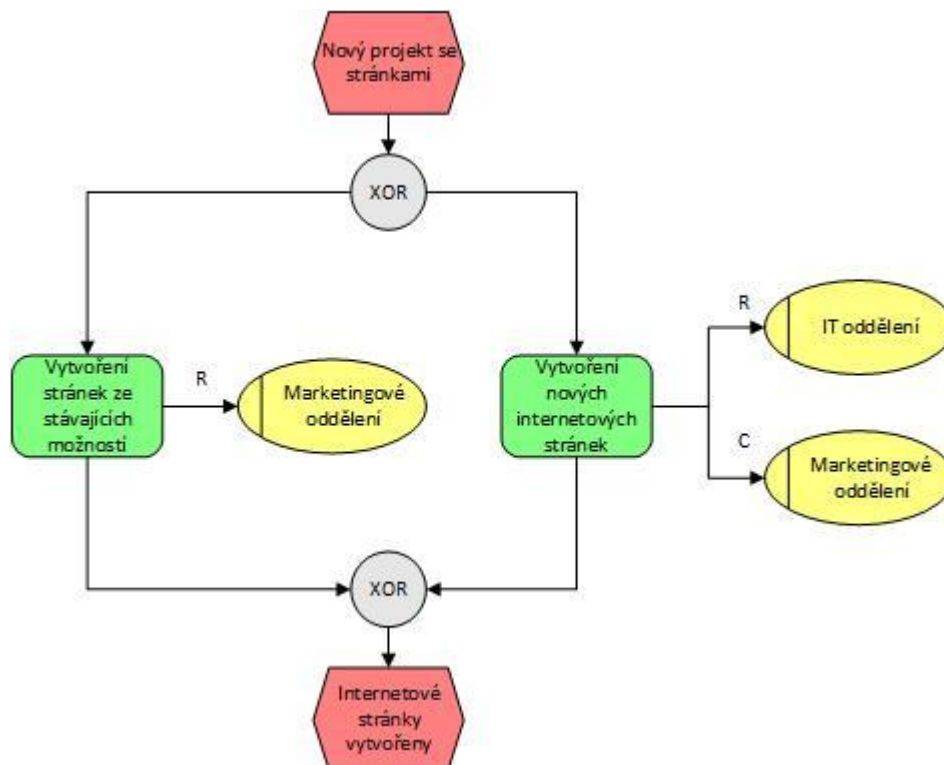 Nový projekt se
stránkami
XOR
Vytvoření
stránek ze
stávajících
možností
R
Marketingové
oddělení
Vytvoření
nových
internetových
stránek
R
IT oddělení
C
Marketingové
oddělení
XOR
Internetové
stránky
vytvořeny